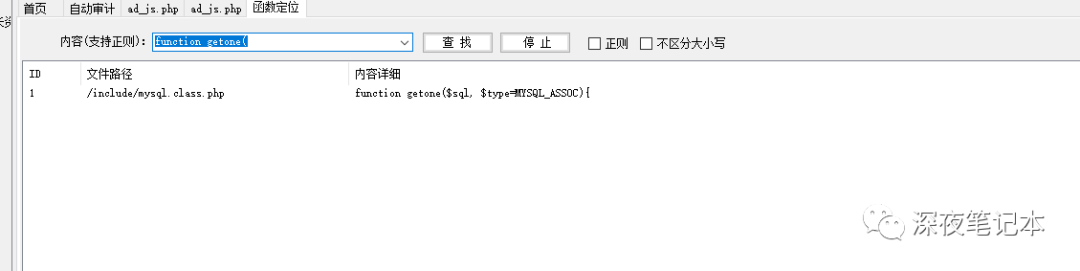 首页 自动审计 ad_js.php ad_js.php 函数定位
内容(支持正则): function getone( 查 找 停 止 正则 不区分大小写
ID 文件路径 内容详细
1 /include/mysql.class.php function getone($sql, $type=MYSQL_ASSOC){
深夜笔记本